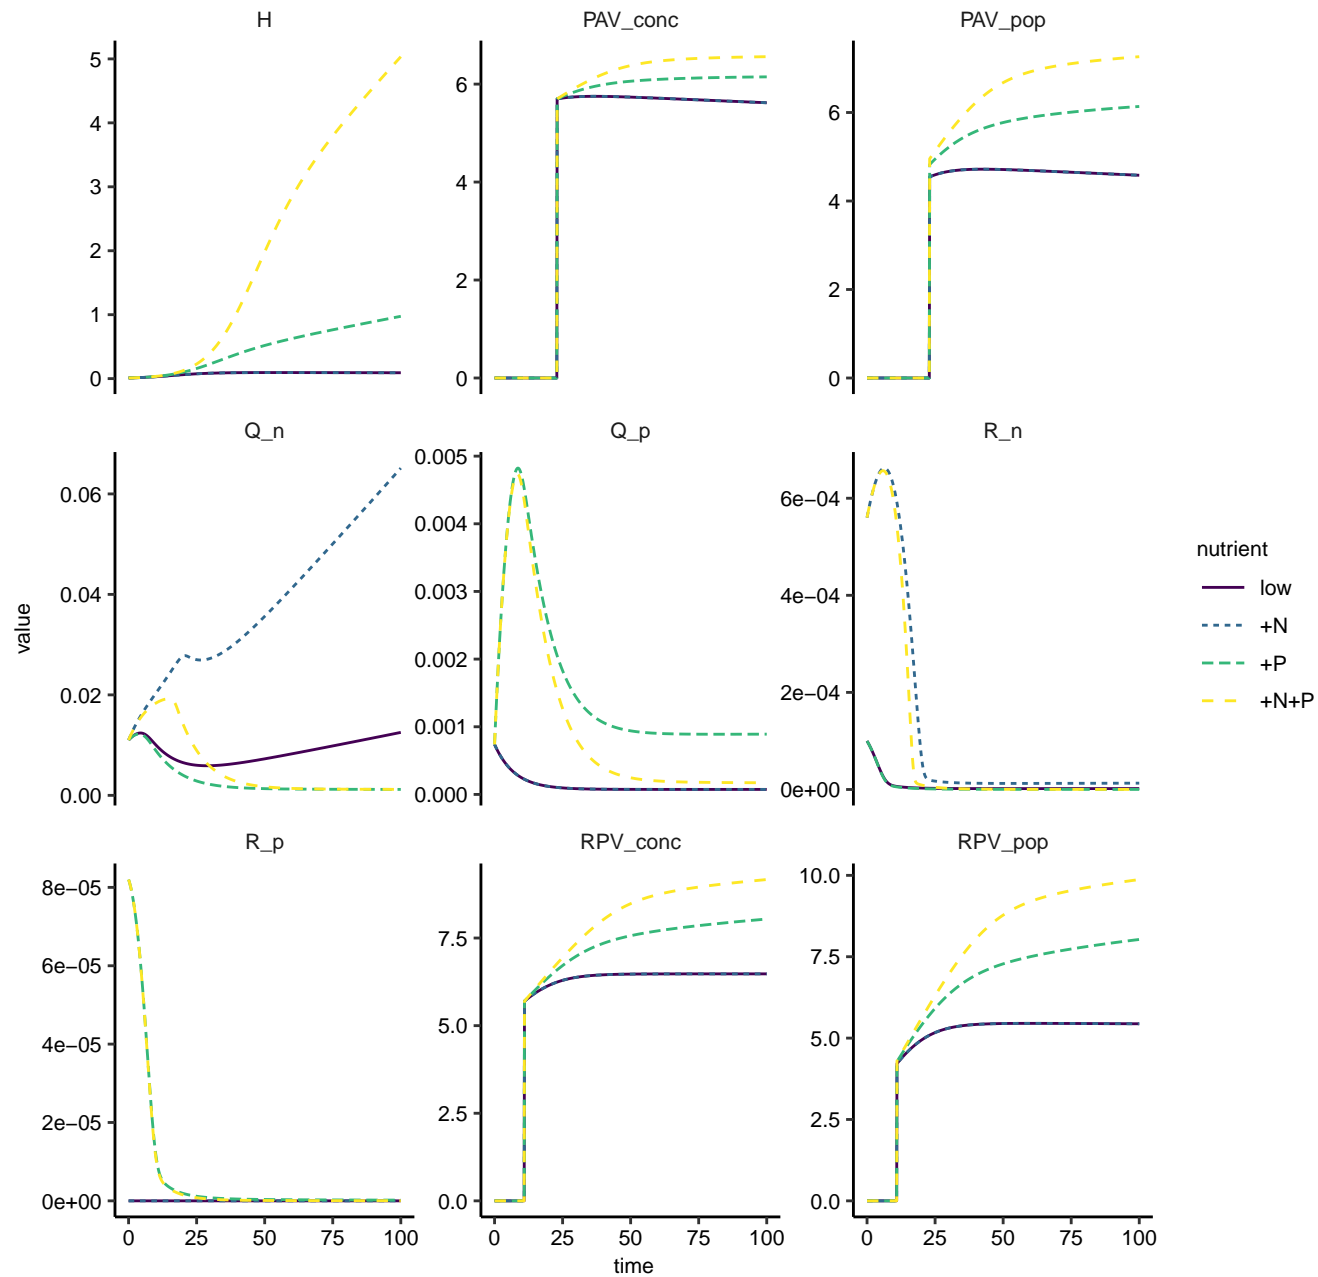 H
PAV_conc
PAV_pop
5
4
3
2
1
0
6
4
2
0
6
4
2
0
Q_n
Q_p
R_n
0.06
0.04
0.02
0.00
0.005
0.004
0.003
0.002
0.001
0.000
6e−04
4e−04
2e−04
0e+00
value
nutrient
low
+N
+P
+N+P
R_p
RPV_conc
RPV_pop
8e−05
6e−05
4e−05
2e−05
0e+00
7.5
5.0
2.5
0.0
10.0
7.5
5.0
2.5
0.0
0 25 50 75 100
0 25 50 75 100
0 25 50 75 100
time